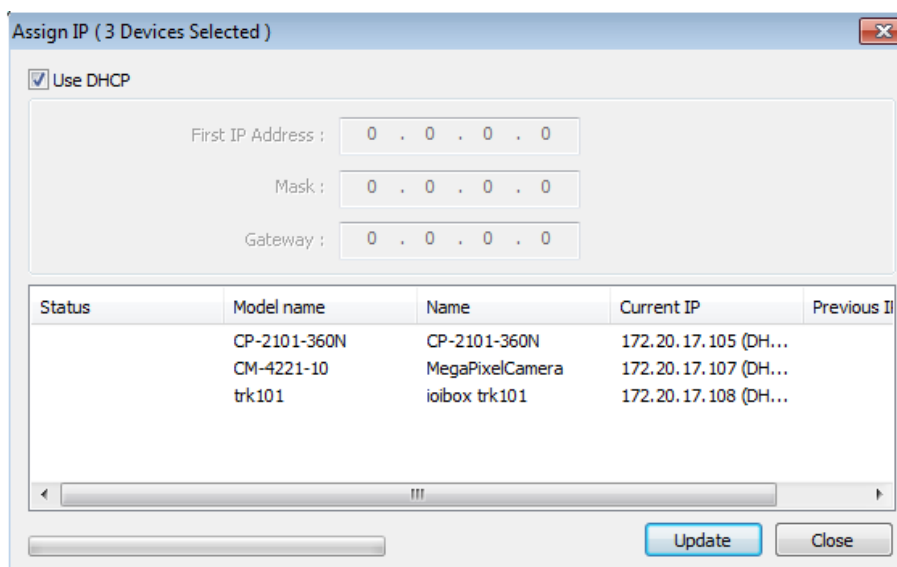 Assign IP ( 3 Devices Selected )
Use DHCP
First IP Address : 0 . 0 . 0 . 0
Mask : 0 . 0 . 0 . 0
Gateway : 0 . 0 . 0 . 0
Status Model name Name Current IP Previous I
CP-2101-360N CP-2101-360N 172.20.17.105 (DH...
CM-4221-10 MegaPixelCamera 172.20.17.107 (DH...
trk101 ioibox trk101 172.20.17.108 (DH...
Update Close